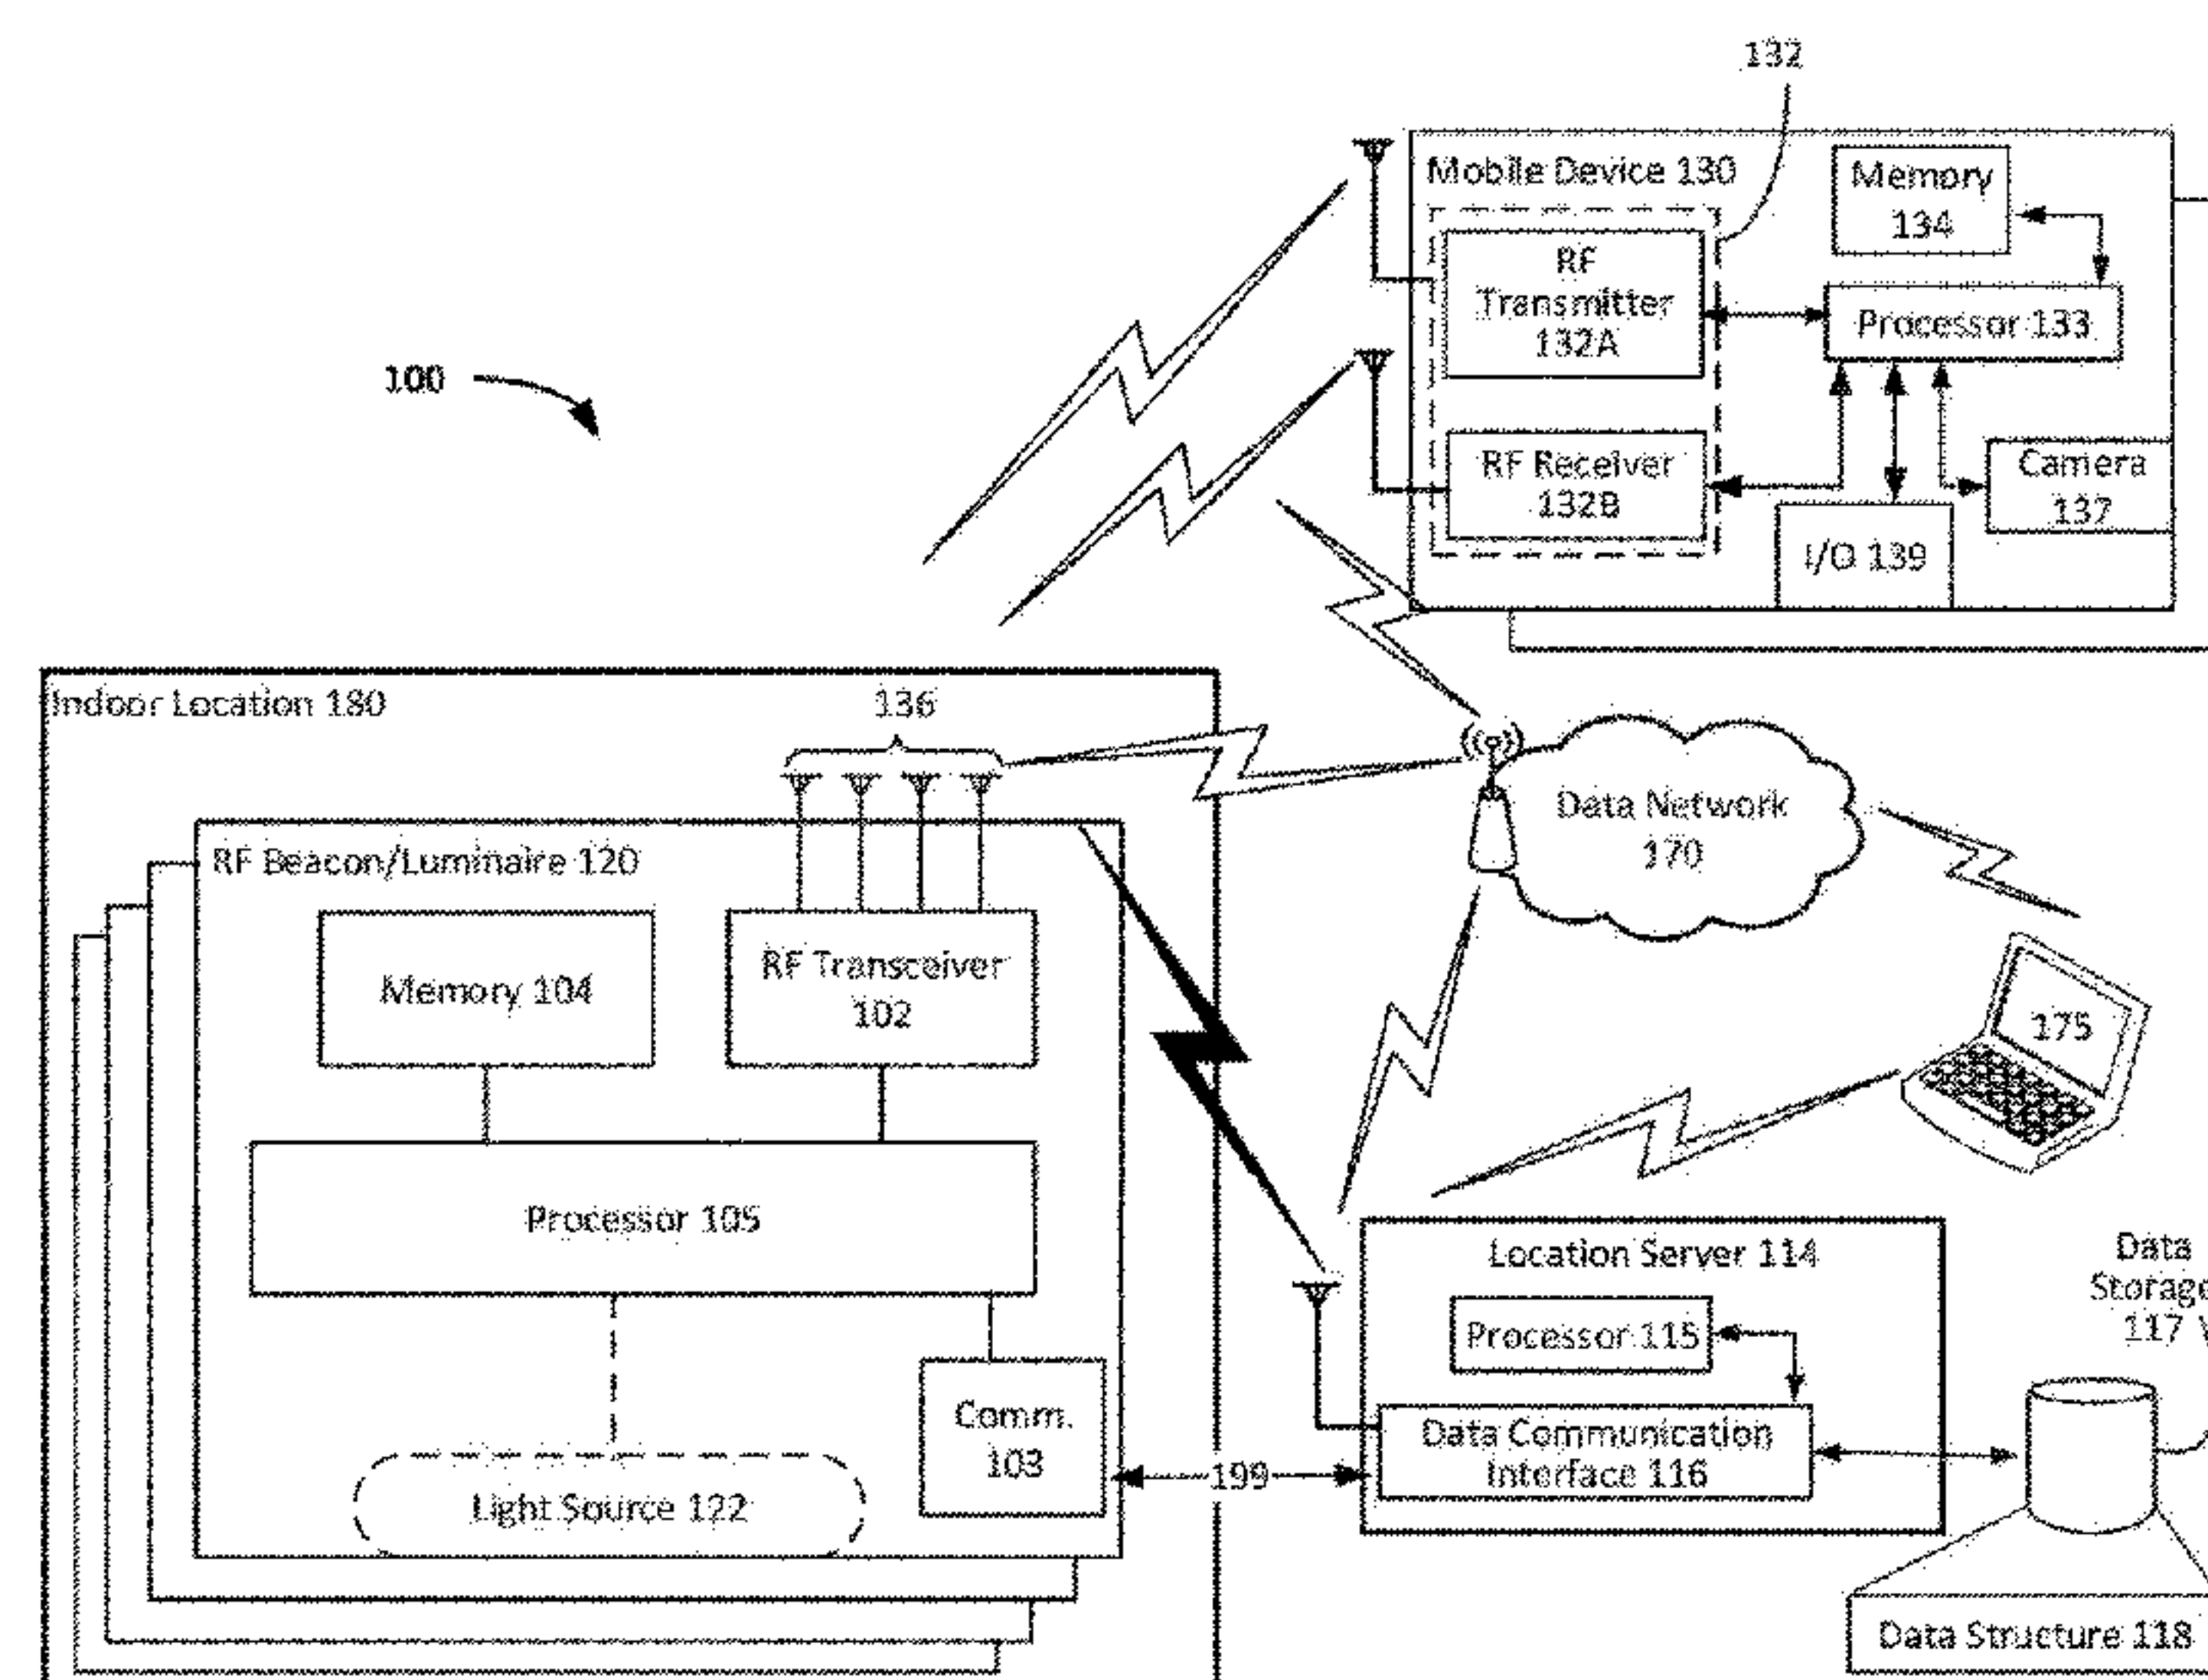 132
Mobile Device 130
Memory
134
RF
Transmitter
132A
Processor 133
100
RF Receiver
132B
Camera
137
I/O 139
Indoor Location 180
136
Data Network
170
RF Beacon/Luminaire 120
Memory 104
RF Transceiver
102
175
Processor 105
Location Server 114
Data
Storage
117
Processor 115
Comm.
103
Data Communication
Interface 116
199
Light Source 122
Data Structure 118